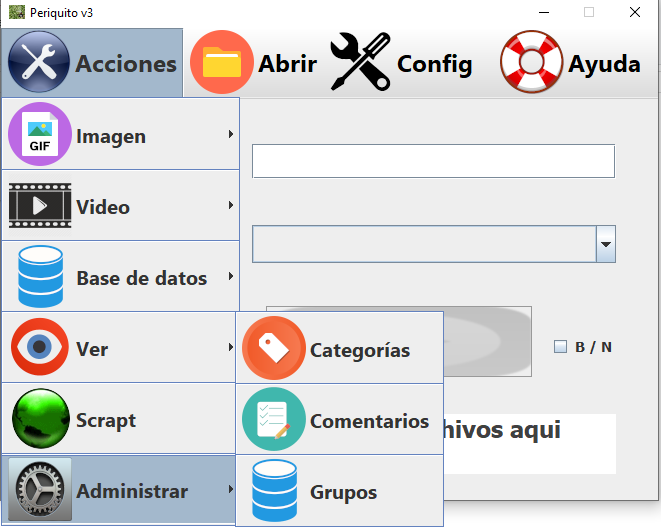 Periquito v3
Acciones Abrir Config Ayuda
GIF
Imagen
Video
Base de datos
Ver
Categorías
B / N
Scrapt
Comentarios
hivos aqui
Administrar
Grupos